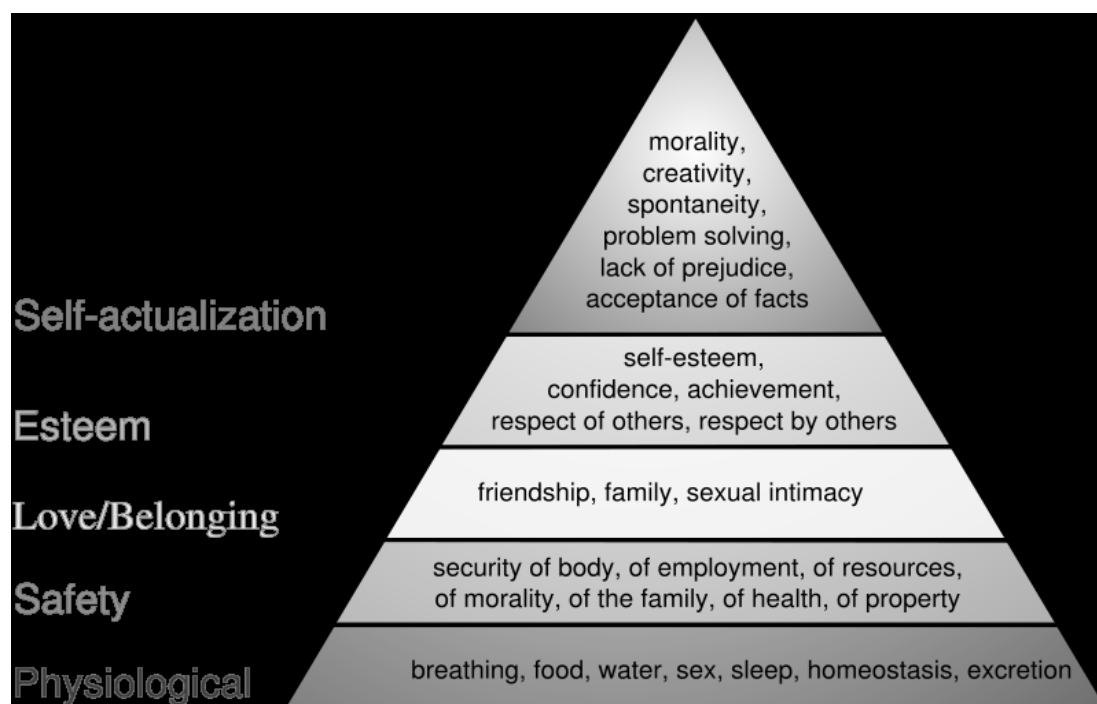 morality,
creativity,
spontaneity,
problem solving,
lack of prejudice,
acceptance of facts
Self-actualization
self-esteem,
confidence, achievement,
respect of others, respect by others
Esteem
friendship, family, sexual intimacy
Love/Belonging
security of body, of employment, of resources,
of morality, of the family, of health, of property
Safety
breathing, food, water, sex, sleep, homeostasis, excretion
Physiological